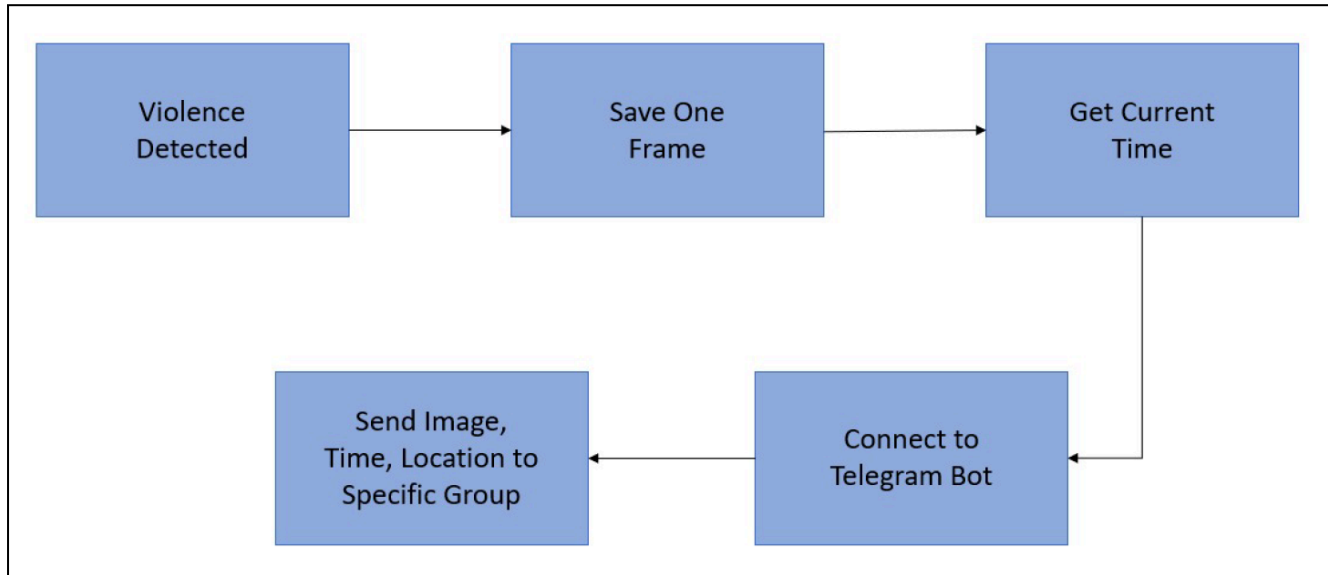 Violence
Detected
Save One
Frame
Get Current
Time
Connect to
Telegram Bot
Send Image,
Time, Location to
Specific Group